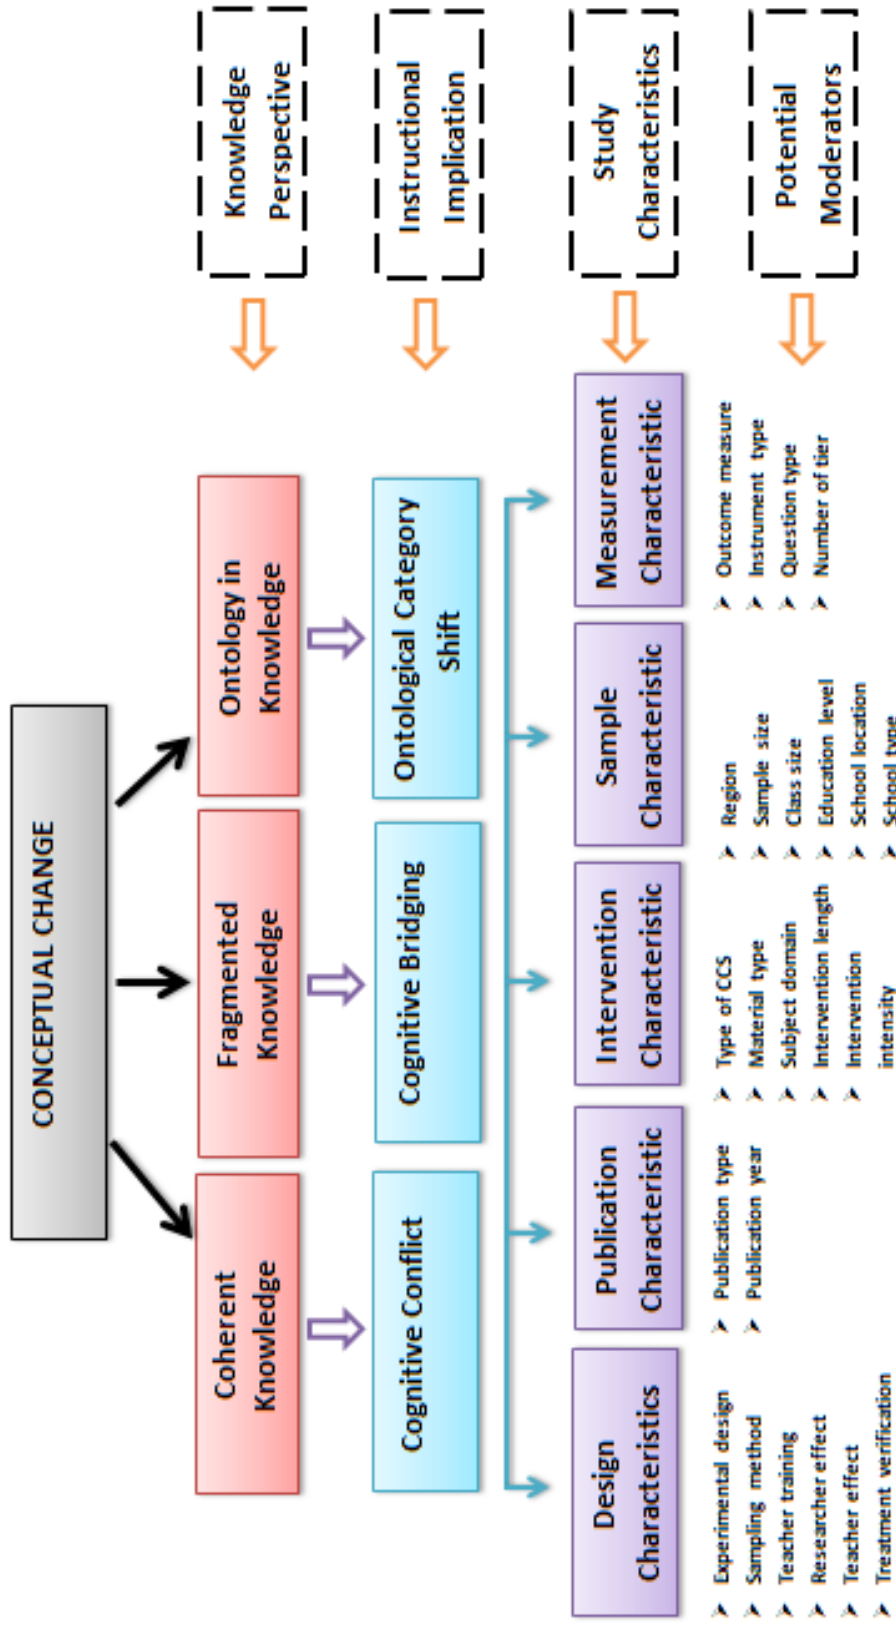 CONCEPTUAL CHANGE
Coherent
Knowledge
Fragmented
Knowledge
Ontology in
Knowledge
Knowledge
Perspective
Cognitive Conflict
Cognitive Bridging
Ontological Category
Shift
Instructional
Implication
Design
Characteristics
Publication
Characteristic
Intervention
Characteristic
Sample
Characteristic
Measurement
Characteristic
Study
Characteristics
Experimental design
Sampling method
Teacher training
Researcher effect
Teacher effect
Treatment verification
Publication type
Publication year
Type of CCS
Material type
Subject domain
Intervention length
Intervention
intensity
Region
Sample size
Class size
Education level
School location
School type
Outcome measure
Instrument type
Question type
Number of tier
Potential
Moderators